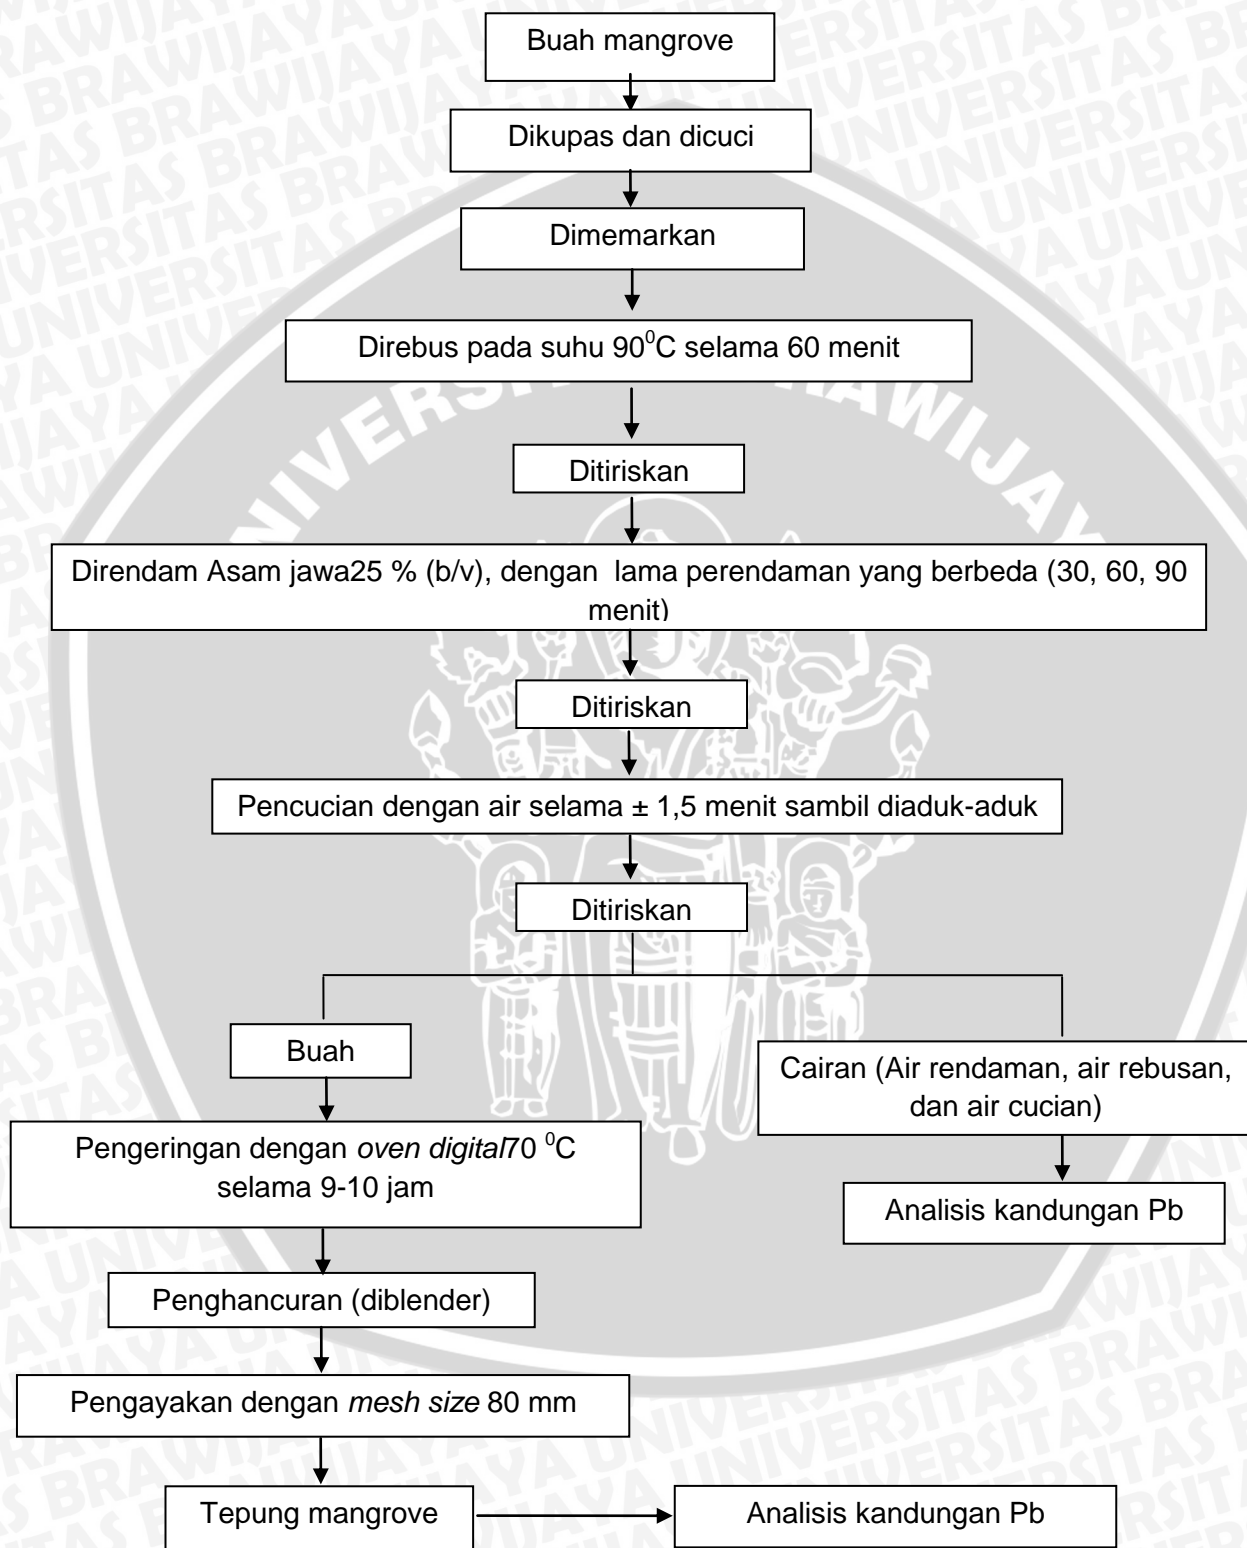 Buah mangrove
Dikupas dan dicuci
Dimemarkan
Direbus pada suhu 90⁰C selama 60 menit
Ditiriskan
Direndam Asam jawa25 % (b/v), dengan lama perendaman yang berbeda (30, 60, 90
menit)
Ditiriskan
Pencucian dengan air selama ± 1,5 menit sambil diaduk-aduk
Ditiriskan
Buah
Cairan (Air rendaman, air rebusan,
dan air cucian)
Pengeringan dengan oven digital70 ⁰C
selama 9-10 jam
Analisis kandungan Pb
Penghancuran (diblender)
Pengayakan dengan mesh size 80 mm
Tepung mangrove
Analisis kandungan Pb